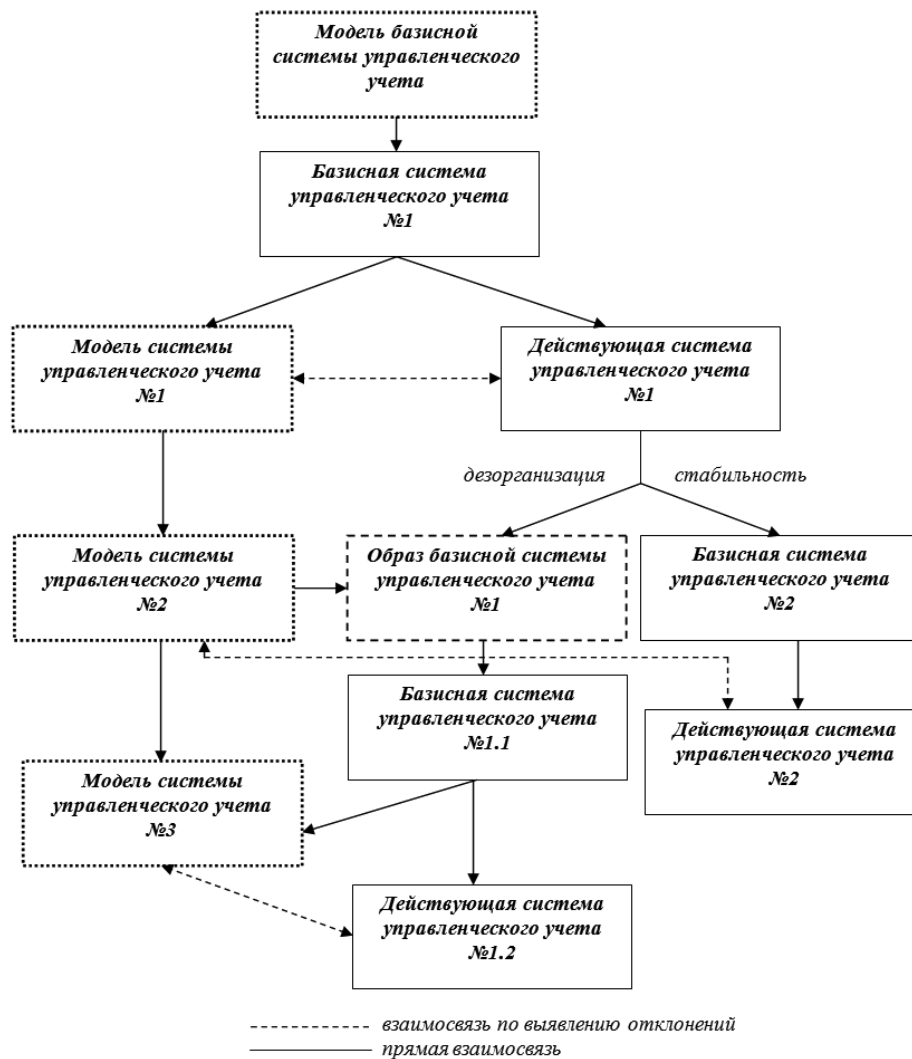 Модель базисной
системы управленческого
учета
Базисная система
управленческого учета
№1
Модель системы
управленческого учета
№1
Действующая система
управленческого учета
№1
дезорганизация
стабильность
Модель системы
управленческого учета
№2
Образ базисной системы
управленческого учета
№1
Базисная система
управленческого учета
№2
Базисная система
управленческого учета
№1.1
Действующая система
управленческого учета
№2
Модель системы
управленческого учета
№3
Действующая система
управленческого учета
№1.2
взаимосвязь по выявлению отклонений
прямая взаимосвязь